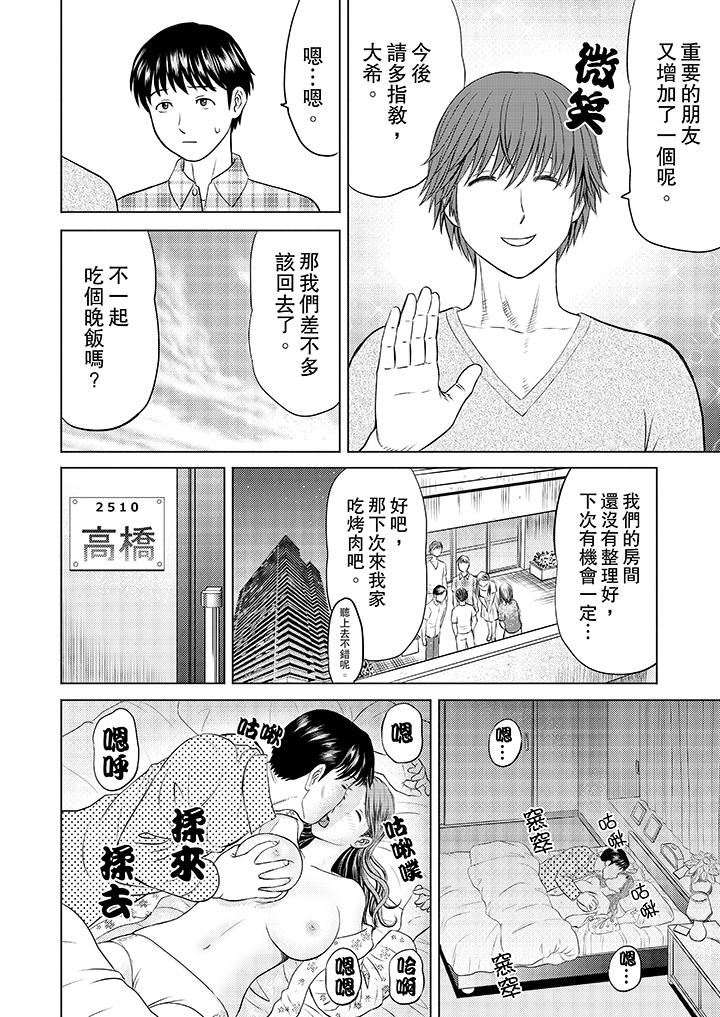 重要的朋友
又增加了一個呢。
微笑
今後
請多指教，
大希。
嗯…嗯。
那我們差不多
該回去了。
不一起
吃個晚飯嗎？
我們的房間
還沒有整理好，
下次有機會一定…
好吧，
那下次來我家
吃烤肉吧。
聽上去不錯呢。
2510
高橋
嗯…
咕啾
窸窣
咕啾
嗯…
窸窣
嗯
咕啾
嗯呼
咕啾噗
揉來
揉去
哈啊
嗯嗯